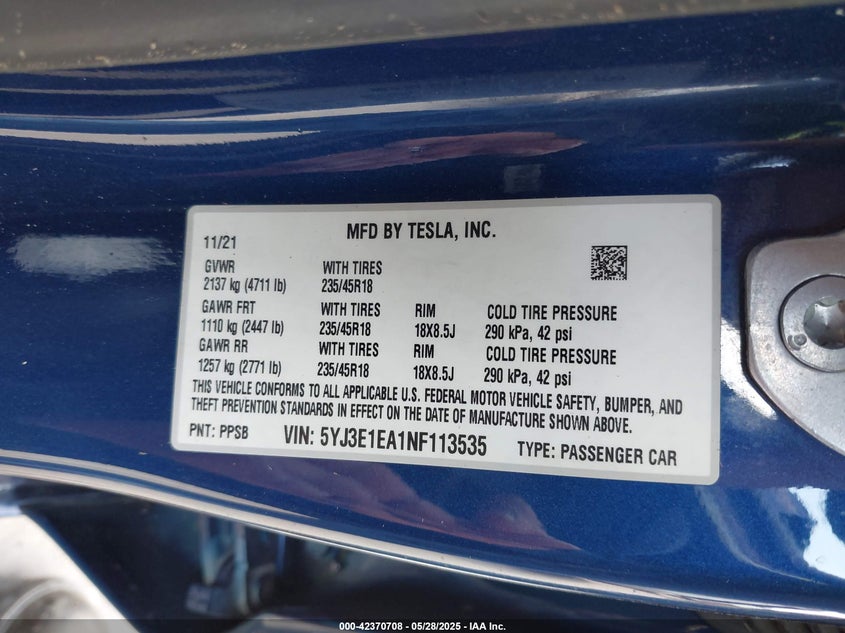 MFD BY TESLA, INC.
11/21
GVWR WITH TIRES
2137 kg (4711 lb) 235/45R18
GAWR FRT WITH TIRES RIM COLD TIRE PRESSURE
1110 kg (2447 lb) 235/45R18 18X8.5J 290 kPa, 42 psi
GAWR RR WITH TIRES RIM COLD TIRE PRESSURE
1257 kg (2771 lb) 235/45R18 18X8.5J 290 kPa, 42 psi
THIS VEHICLE CONFORMS TO ALL APPLICABLE U.S. FEDERAL MOTOR VEHICLE SAFETY, BUMPER, AND
THEFT PREVENTION STANDARDS IN EFFECT ON THE DATE OF MANUFACTURE SHOWN ABOVE.
PNT: PPSB VIN: 5YJ3E1EA1NF113535 TYPE: PASSENGER CAR
000-42370708 - 05/28/2025 - IAA Inc.